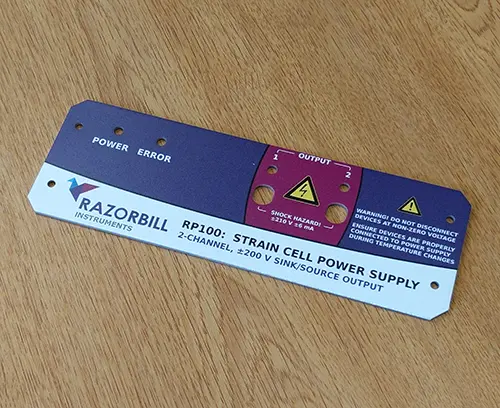 POWER ERROR
OUTPUT
1 2
SHOCK HAZARD!
±210 V ±6 mA
WARNING! DO NOT DISCONNECT
DEVICES AT NON-ZERO VOLTAGE
ENSURE DEVICES ARE PROPERLY
CONNECTED TO POWER SUPPLY
DURING TEMPERATURE CHANGES
RAZORBILL
INSTRUMENTS
RP100: STRAIN CELL POWER SUPPLY
2-CHANNEL, ±200 V SINK/SOURCE OUTPUT